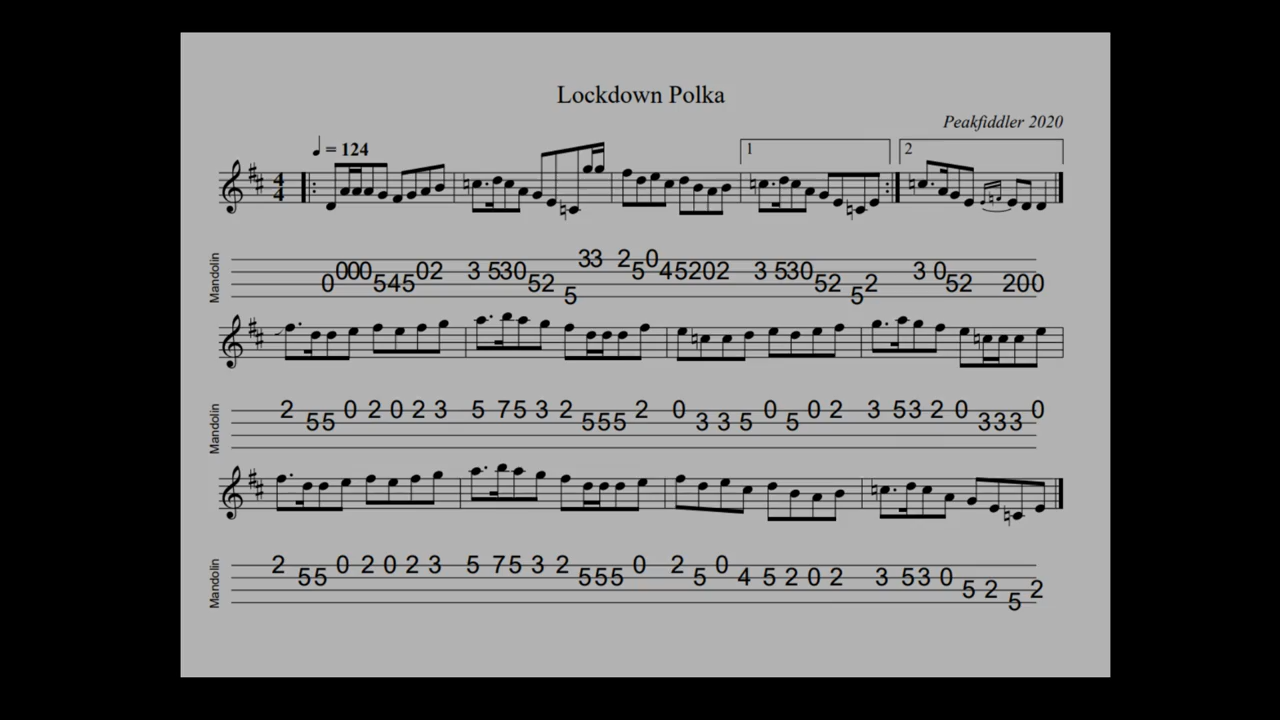 Lockdown Polka
Peakfiddler 2020
= 124
1
2
4
4
Mandolin
0 000 545 02 3 530 52 5 33 2 5 0 4 5202 3 530 52 5 2 3 0 52 200
Mandolin
2 55 0 2 0 2 3 5 75 3 2 555 2 0 3 3 5 0 5 0 2 3 53 2 0 333 0
Mandolin
2 55 0 2 0 2 3 5 75 3 2 555 0 2 5 0 4 5 2 0 2 3 53 0 5 2 5 2